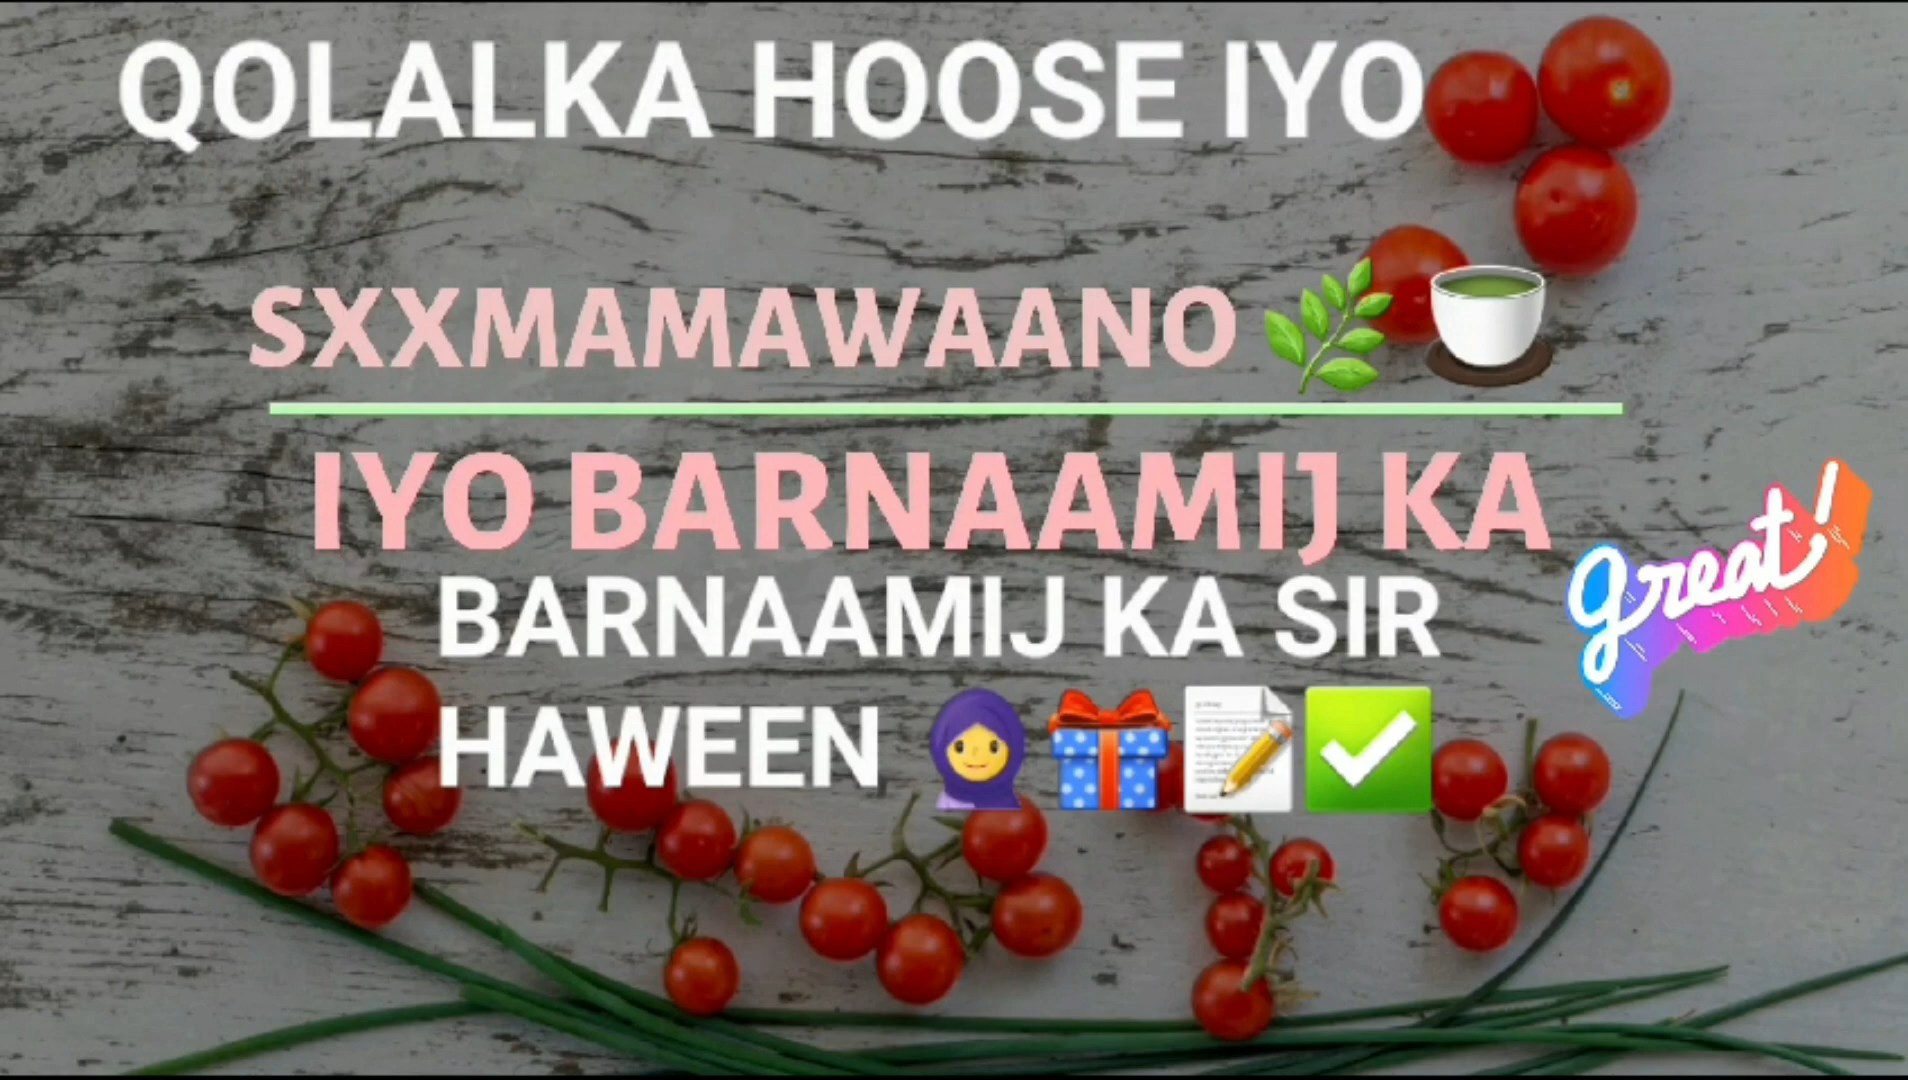 QOLALKA HOOSE IYO
SXXMAMAWAANO
IYO BARNAAMIJ KA
BARNAAMIJ KA SIR
HAWEEN
great!